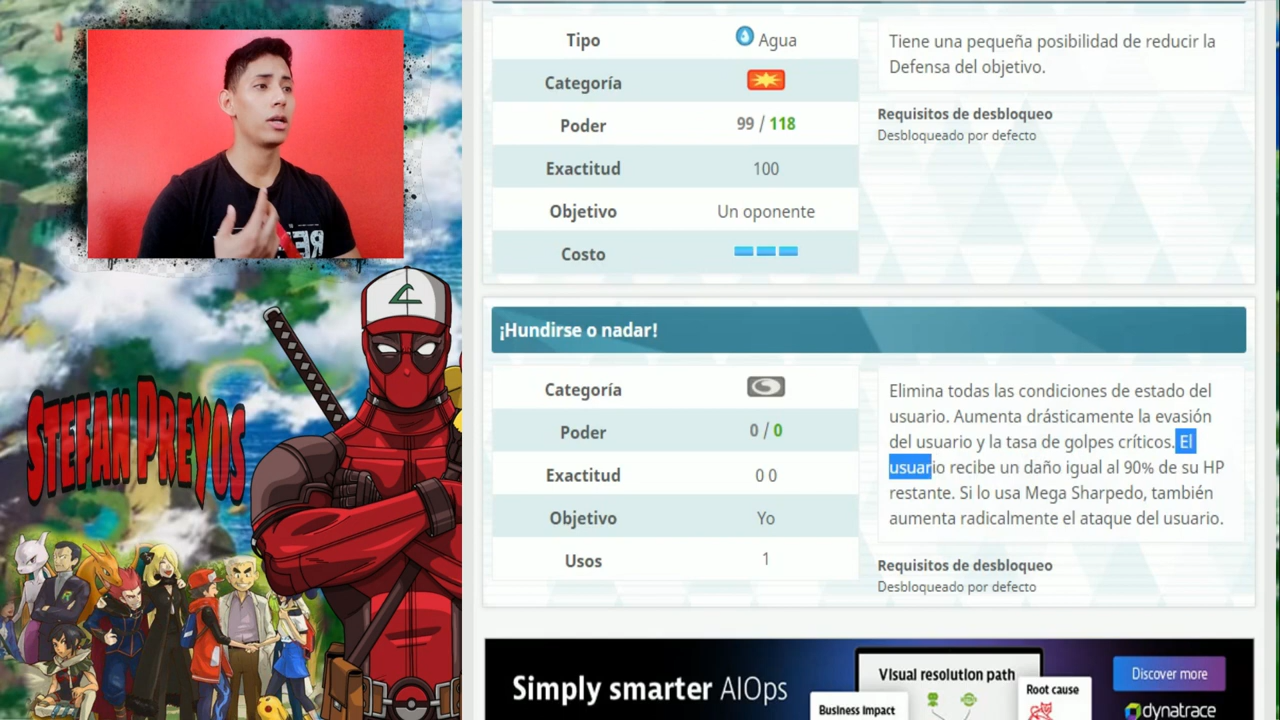 STEFAN PREYOS
Tipo
Agua
Categoría
Poder
99 / 118
Exactitud
100
Objetivo
Un oponente
Costo
Tiene una pequeña posibilidad de reducir la
Defensa del objetivo.
Requisitos de desbloqueo
Desbloqueado por defecto
¡Hundirse o nadar!
Categoría
Poder
0 / 0
Exactitud
0 0
Objetivo
Yo
Usos
1
Elimina todas las condiciones de estado del
usuario. Aumenta drásticamente la evasión
del usuario y la tasa de golpes críticos. El
usuario recibe un daño igual al 90% de su HP
restante. Si lo usa Mega Sharpedo, también
aumenta radicalmente el ataque del usuario.
Requisitos de desbloqueo
Desbloqueado por defecto
Simply smarter AIOps
Visual resolution path
Business impact
Root cause
Discover more
dynatrace